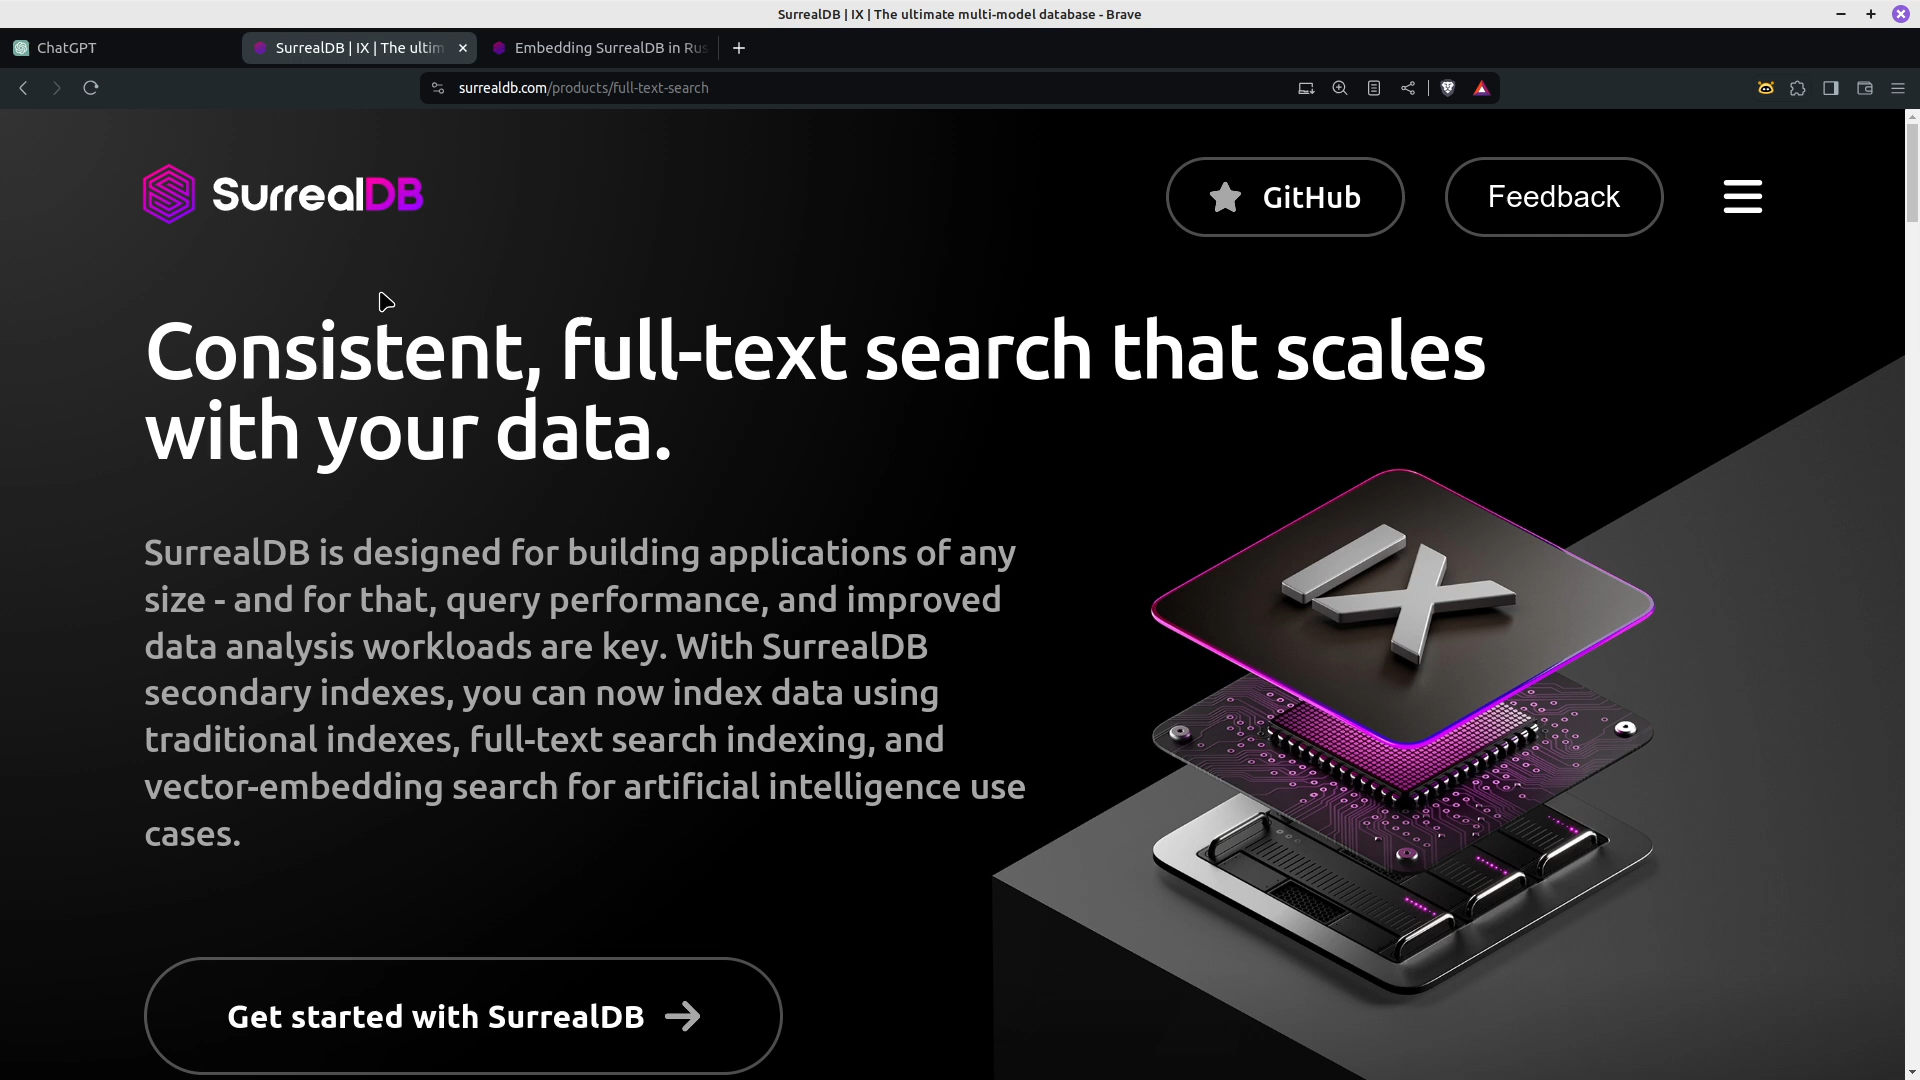 SurrealDB | IX | The ultimate multi-model database - Brave
ChatGPT
SurrealDB | IX | The ultim
Embedding SurrealDB in Rus
surrealdb.com/products/full-text-search
SurrealDB
GitHub
Feedback
Consistent, full-text search that scales
with your data.
SurrealDB is designed for building applications of any
size - and for that, query performance, and improved
data analysis workloads are key. With SurrealDB
secondary indexes, you can now index data using
traditional indexes, full-text search indexing, and
vector-embedding search for artificial intelligence use
cases.
IX
Get started with SurrealDB